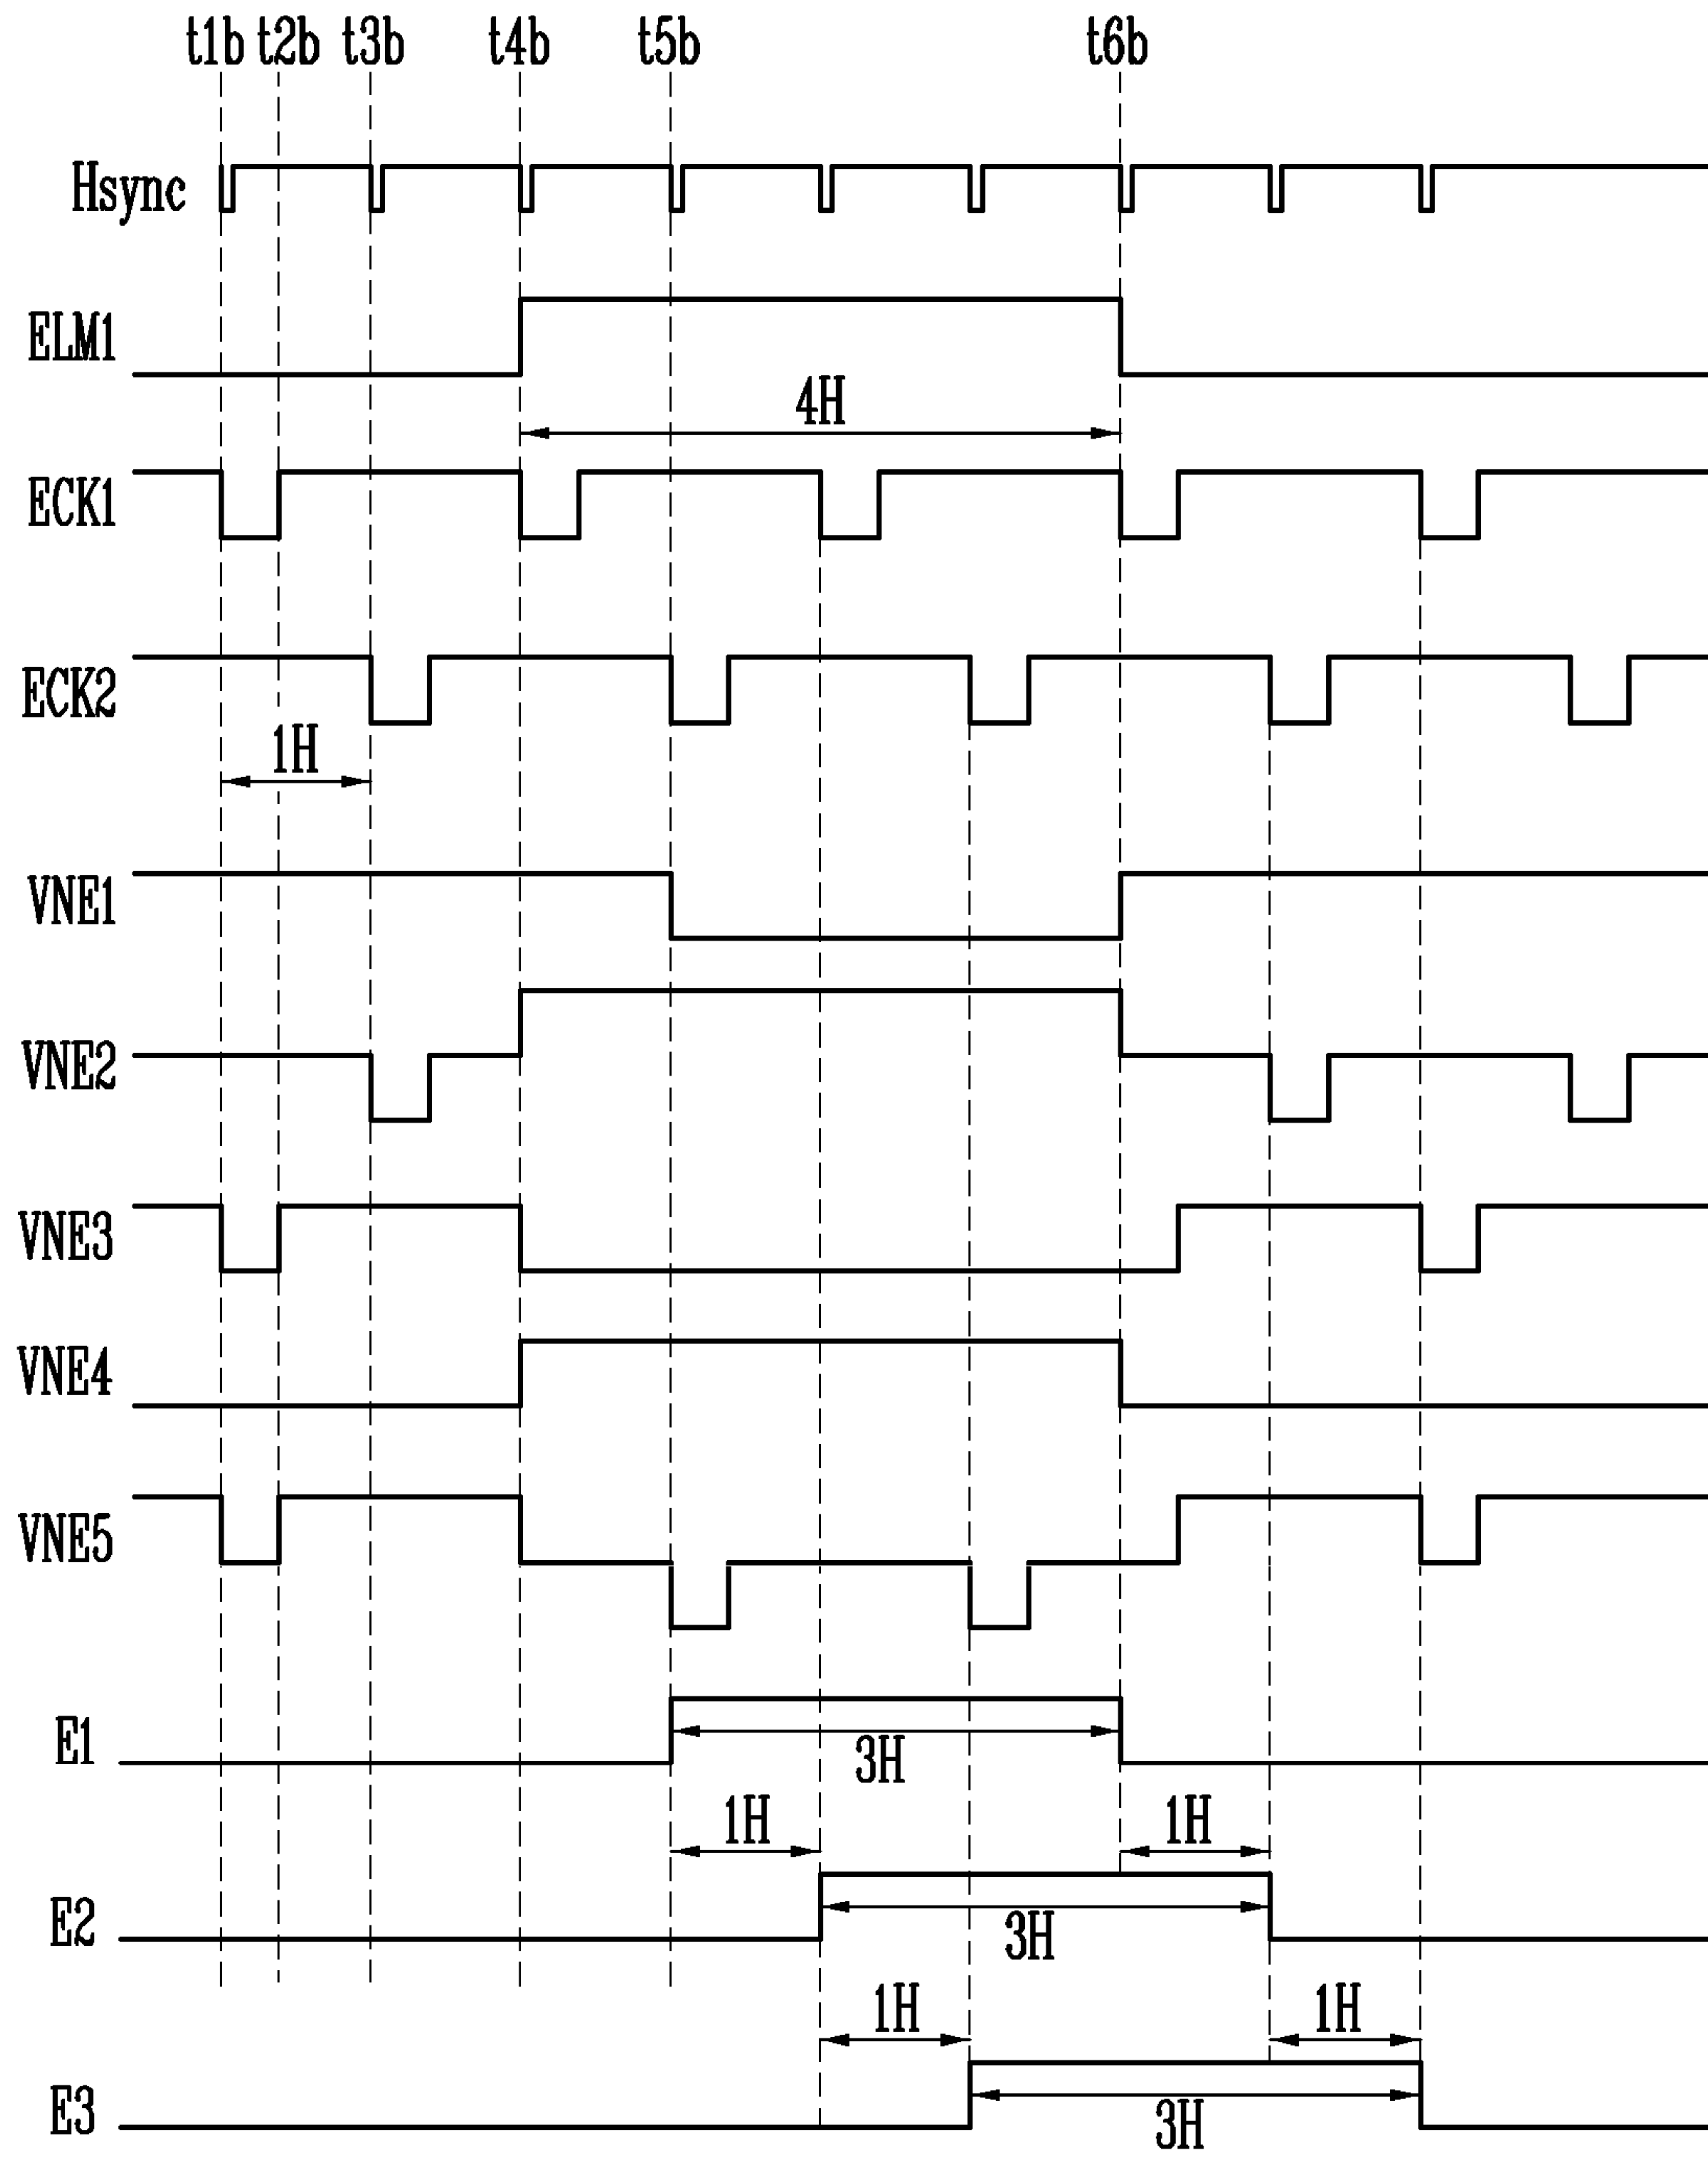 t1b t2b t3b t4b t5b t6b
Hsync
ELM1
4H
ECK1
ECK2
1H
VNE1
VNE2
VNE3
VNE4
VNE5
E1
3H
1H 1H
E2
3H
1H 1H
E3
3H